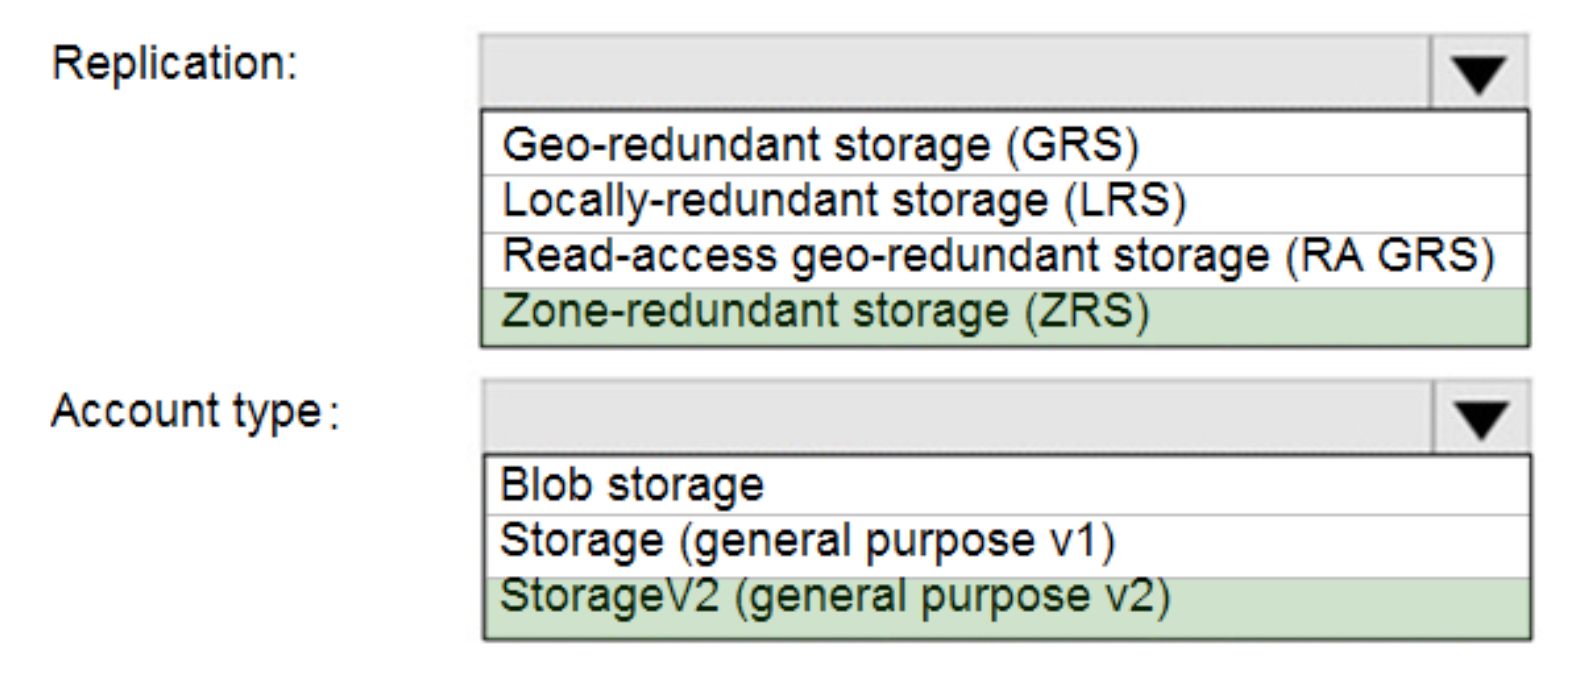 Replication:
Geo-redundant storage (GRS)
Locally-redundant storage (LRS)
Read-access geo-redundant storage (RA GRS)
Zone-redundant storage (ZRS)
Account type:
Blob storage
Storage (general purpose v1)
StorageV2 (general purpose v2)